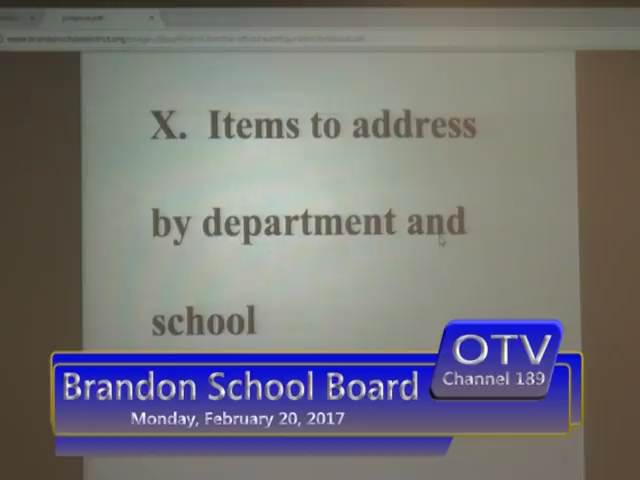 X. Items to address
by department and
school
OTV
Channel 189
Brandon School Board
Monday, February 20, 2017